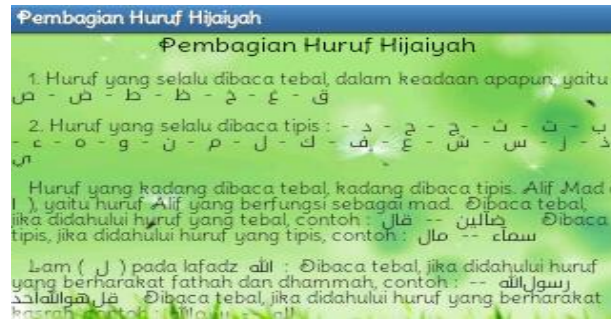 Pembagian Huruf Hijaiyah
Pembagian Huruf Hijaiyah
1. Huruf yang selalu dibaca tebal, dalam keadaan apapun, yaitu
ص - ض - ط - ظ - خ - غ - ق
2. Huruf yang selalu dibaca tipis : - ب - ت - ث - ج - ح - د -
ذ - ز - س - ش - ع - ف - ك - ل - م - ن - و - ه - ء -
ي
Huruf yang kadang dibaca tebal, kadang dibaca tipis. Alif Mad
ا ), yaitu huruf Alif yang berfungsi sebagai mad. Dibaca tebal,
jika didahului huruf yang tebal, contoh : قال -- ضالين Dibaca
tipis, jika didahului huruf yang tipis, contoh : سماء -- مال
Lam ( ل ) pada lafadz الله : Dibaca tebal, jika didahului huruf
yang berharakat fathah dan dhammah, contoh : -- رسول الله
قل هو الله احد Dibaca tebal, jika didahului huruf yang berharakat
kasrah, contoh :